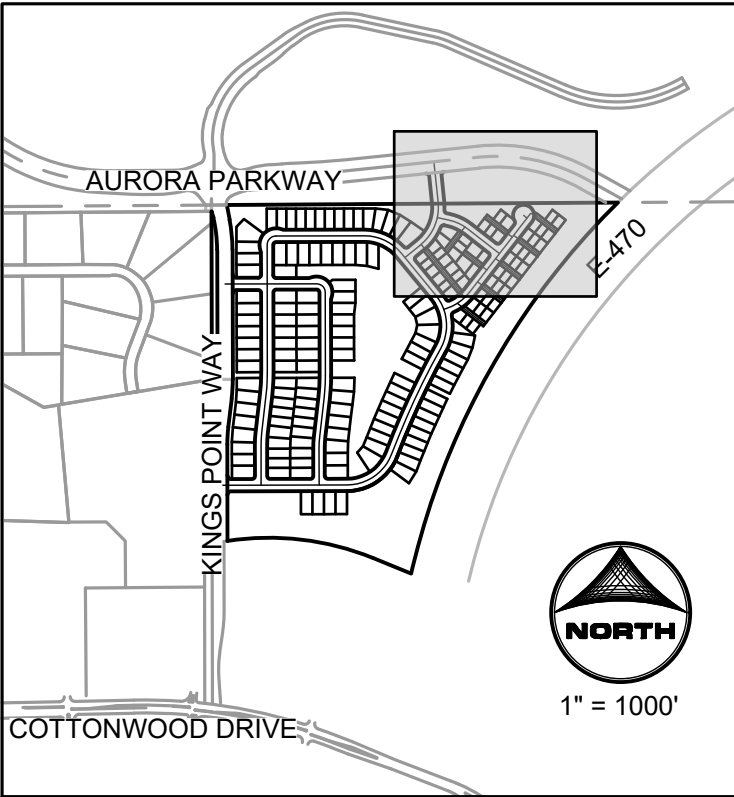 AURORA PARKWAY
E-470
KINGS POINT WAY
NORTH
1" = 1000'
COTTONWOOD DRIVE